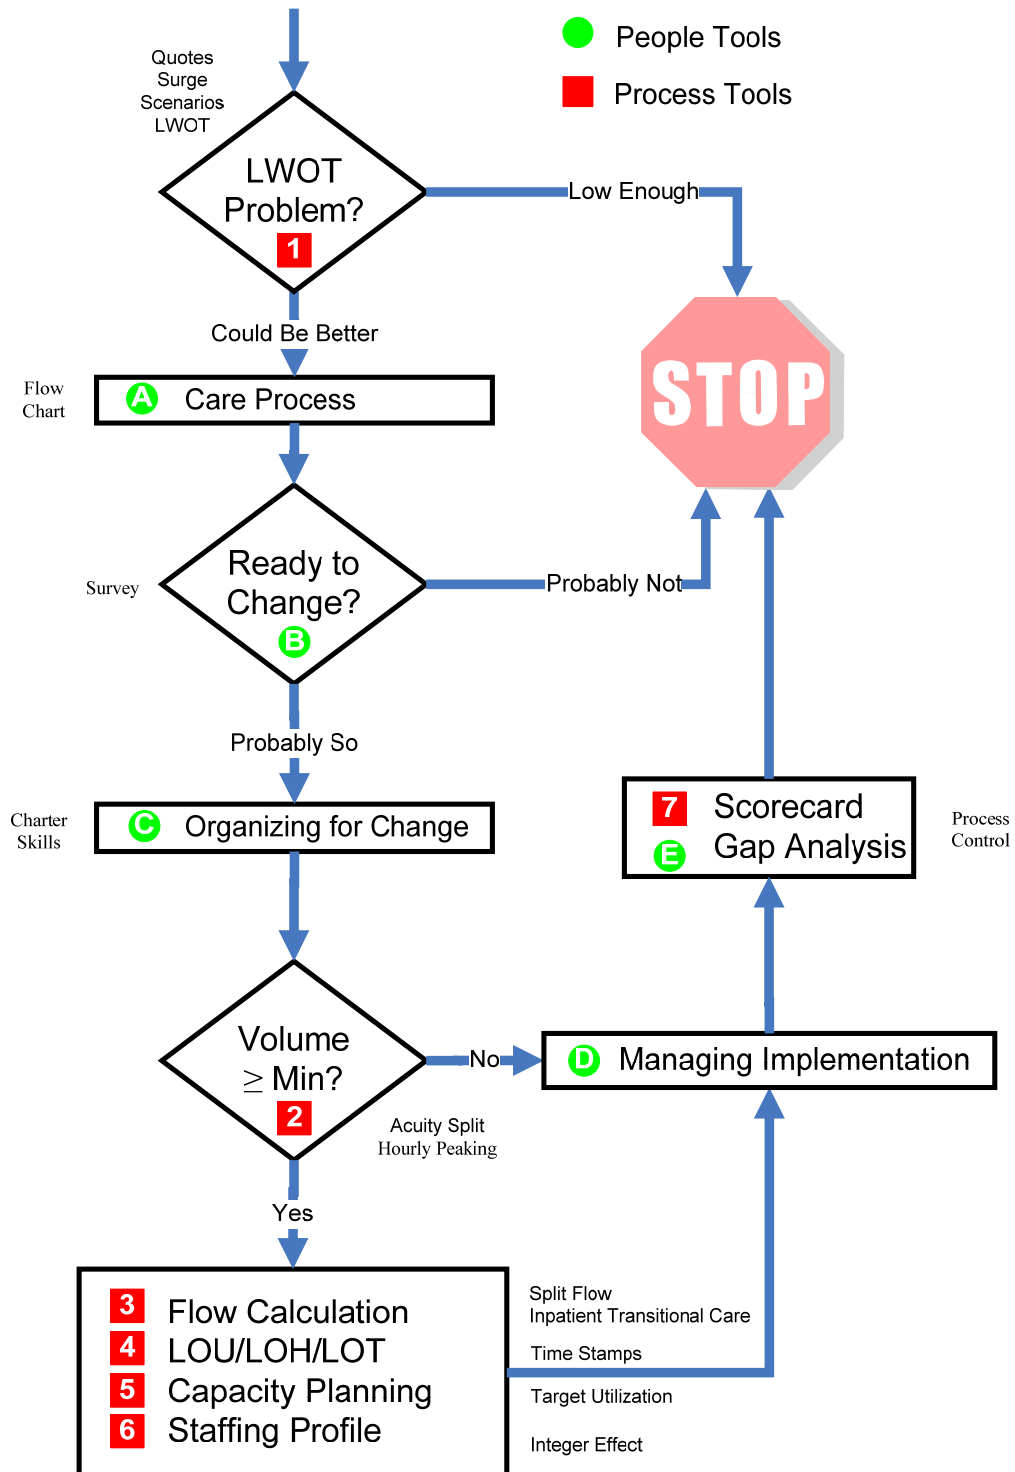 People Tools
Process Tools
Quotes
Surge
Scenarios
LWOT
LWOT
Problem?
1
Low Enough
Could Be Better
STOP
Flow
Chart
A Care Process
Survey
Ready to
Change?
B
Probably Not
Probably So
Charter
Skills
C Organizing for Change
7 Scorecard
E Gap Analysis
Process
Control
Volume
≥ Min?
2
No
D Managing Implementation
Acuity Split
Hourly Peaking
Yes
3 Flow Calculation
4 LOU/LOH/LOT
5 Capacity Planning
6 Staffing Profile
Split Flow
Inpatient Transitional Care
Time Stamps
Target Utilization
Integer Effect